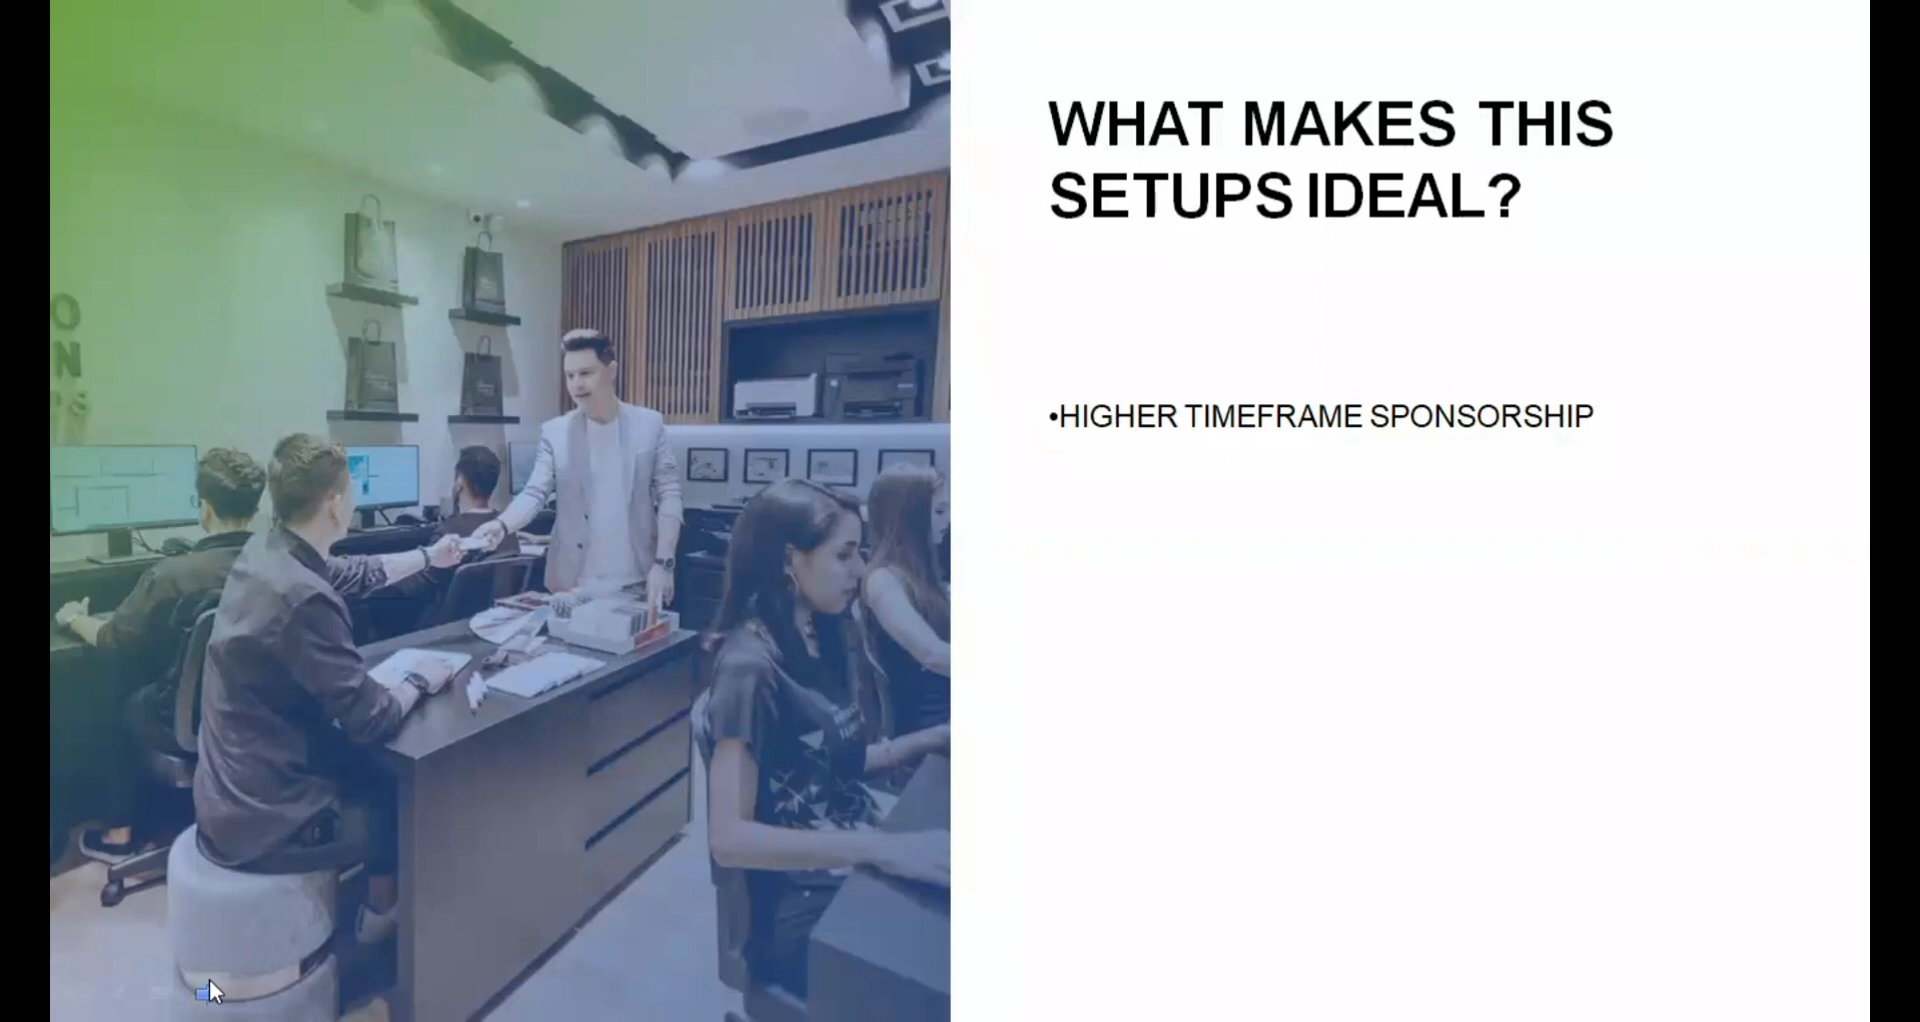 WHAT MAKES THIS
SETUPS IDEAL?
•HIGHER TIMEFRAME SPONSORSHIP
O
N